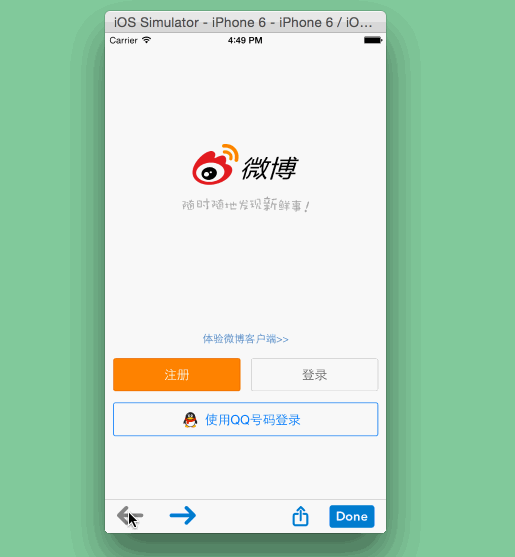 iOS Simulator - iPhone 6 - iPhone 6 / iO...
Carrier 4:49 PM
微博
随时随地发现新鲜事!
体验微博客户端>>
注册 登录
使用QQ号码登录
Done